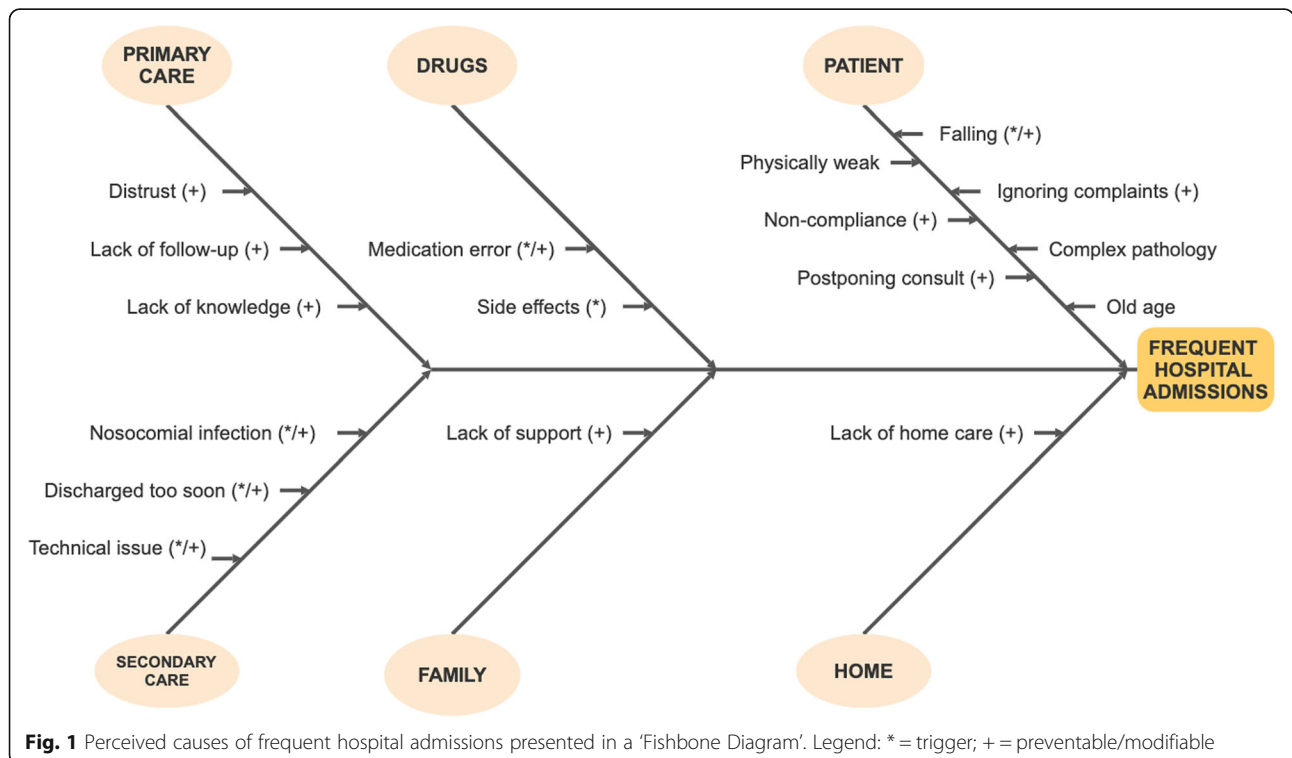 PRIMARY
CARE
DRUGS
PATIENT
Distrust (+)
Lack of follow-up (+)
Lack of knowledge (+)
Medication error (*/+)
Side effects (*)
Falling (*/+)
Physically weak
Ignoring complaints (+)
Non-compliance (+)
Complex pathology
Postponing consult (+)
Old age
FREQUENT
HOSPITAL
ADMISSIONS
Nosocomial infection (*/+)
Discharged too soon (*/+)
Technical issue (*/+)
Lack of support (+)
Lack of home care (+)
SECONDARY
CARE
FAMILY
HOME
Fig. 1 Perceived causes of frequent hospital admissions presented in a ‘Fishbone Diagram’. Legend: * = trigger; + = preventable/modifiable